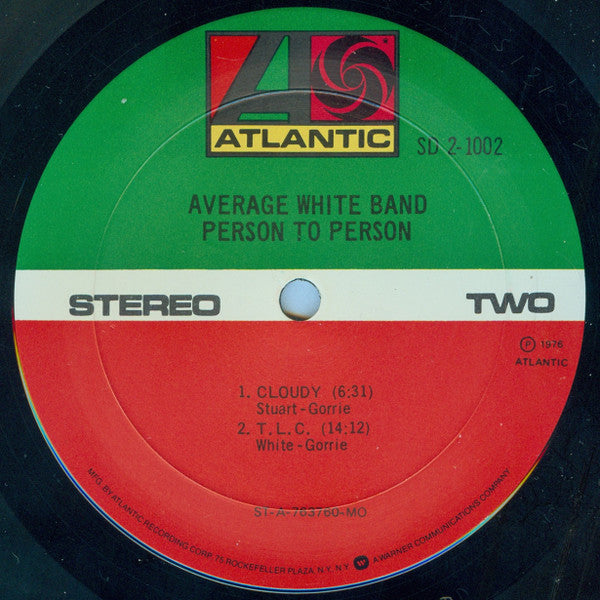 ATLANTIC
SD 2-1002
AVERAGE WHITE BAND
PERSON TO PERSON
STEREO
TWO
Ⓟ 1976
ATLANTIC
1. CLOUDY (6:31)
Stuart-Gorrie
2. T.L.C. (14:12)
White-Gorrie
ST-A-763760-MO
MFG. BY ATLANTIC RECORDING CORP., 75 ROCKEFELLER PLAZA, N.Y., N.Y. A WARNER COMMUNICATIONS COMPANY